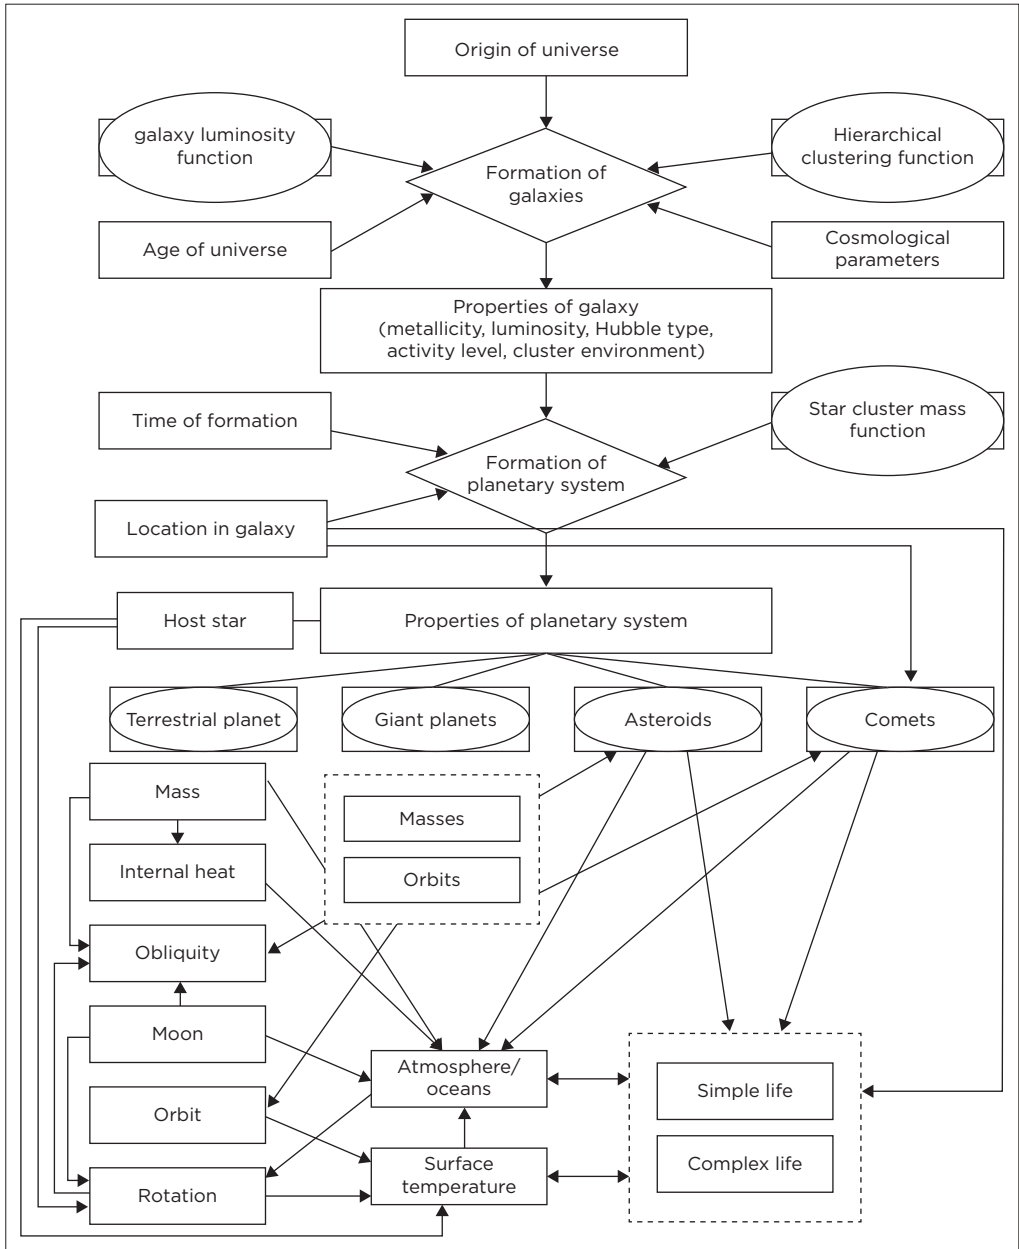 Origin of universe
galaxy luminosity
function
Hierarchical
clustering function
Formation of
galaxies
Age of universe
Cosmological
parameters
Properties of galaxy
(metallicity, luminosity, Hubble type,
activity level, cluster environment)
Time of formation
Star cluster mass
function
Formation of
planetary system
Location in galaxy
Host star
Properties of planetary system
Terrestrial planet
Giant planets
Asteroids
Comets
Mass
Masses
Internal heat
Orbits
Obliquity
Moon
Atmosphere/
oceans
Simple life
Orbit
Complex life
Surface
temperature
Rotation